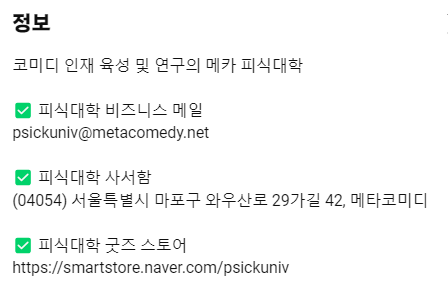 정보
코미디 인재 육성 및 연구의 메카 피식대학
✅ 피식대학 비즈니스 메일
psickuniv@metacomedy.net
✅ 피식대학 사서함
(04054) 서울특별시 마포구 와우산로 29가길 42, 메타코미디
✅ 피식대학 굿즈 스토어
https://smartstore.naver.com/psickuniv